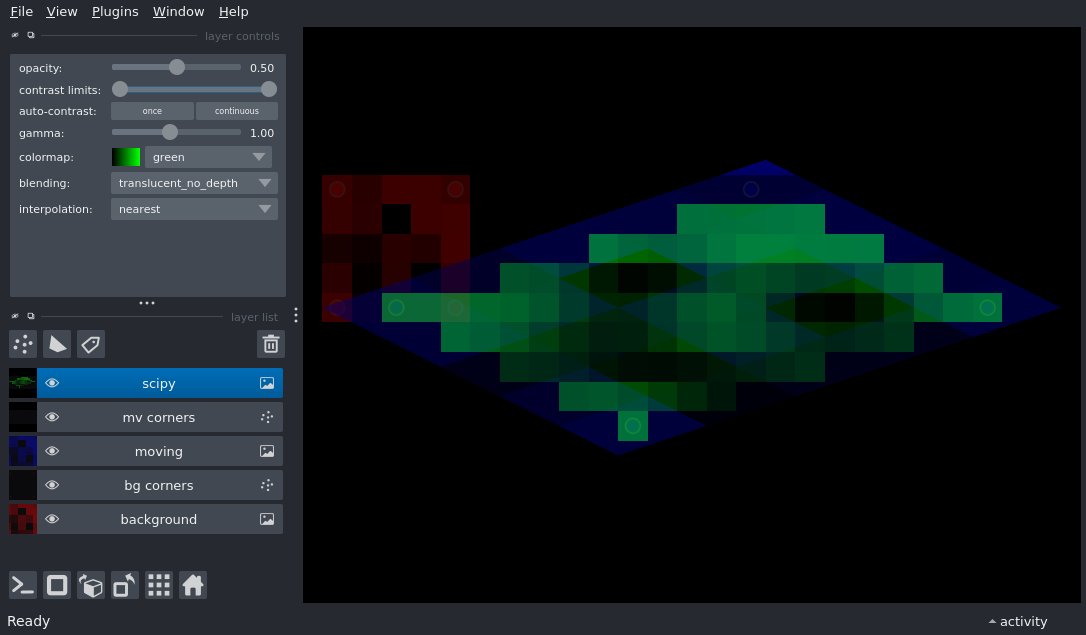 File View Plugins Window Help
layer controls
opacity: 0.50
contrast limits:
auto-contrast: once continuous
gamma: 1.00
colormap: green
blending: translucent_no_depth
interpolation: nearest
layer list
scipy
mv corners
moving
bg corners
background
Ready
activity